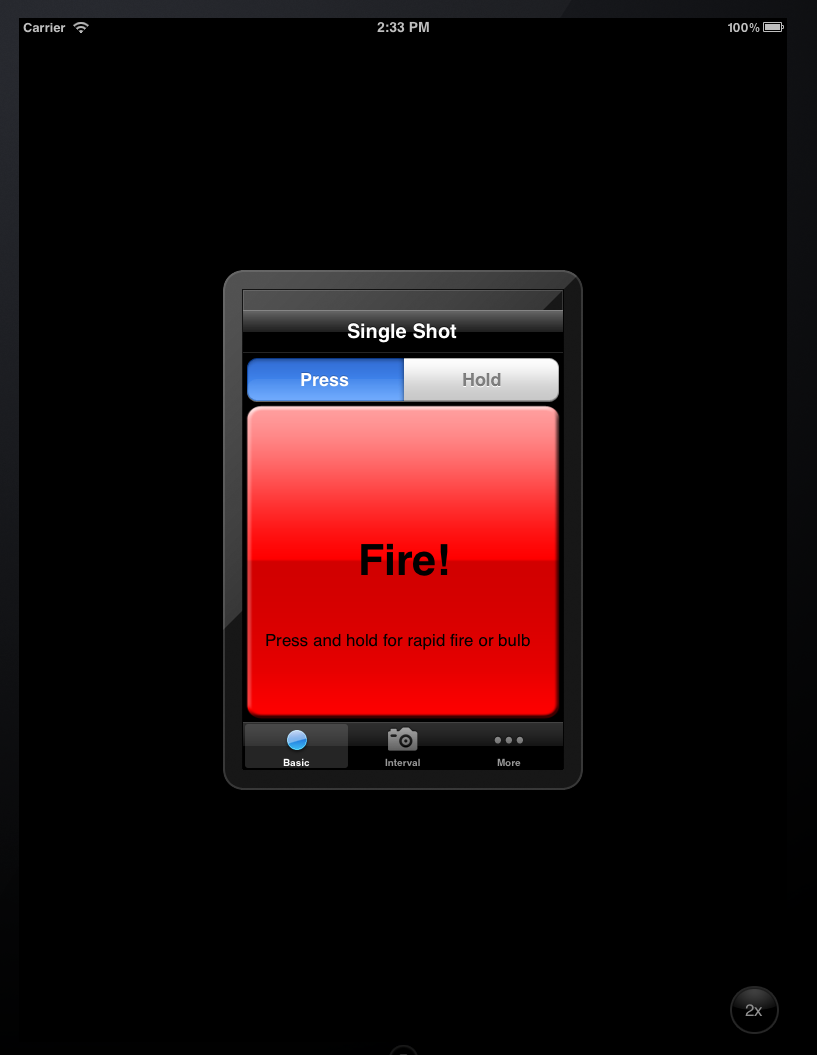 Carrier 2:33 PM 100%
Single Shot
Press Hold
Fire!
Press and hold for rapid fire or bulb
Basic Interval More
2x